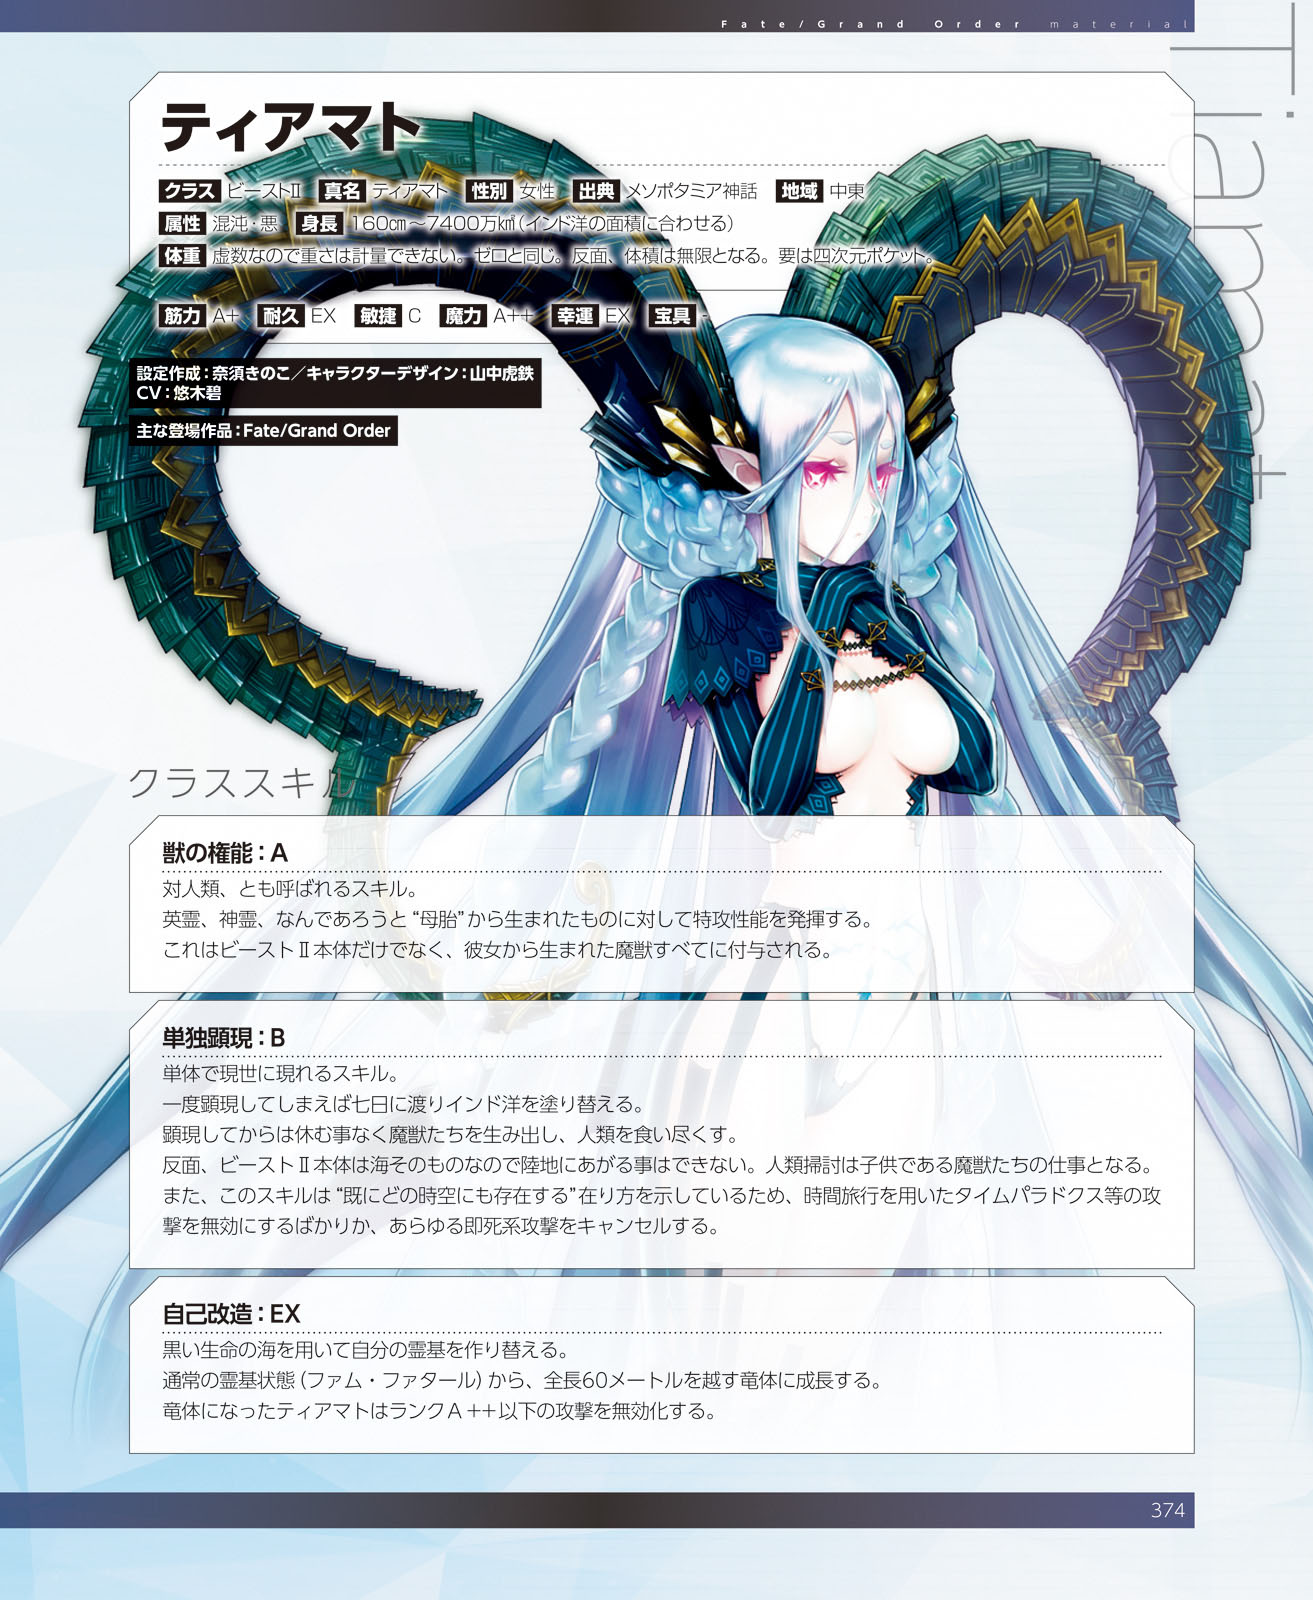 Fate/Grand Order material
Tiamat
ティアマト
クラス ビーストⅡ 真名 ティアマト 性別 女性 出典 メソポタミア神話 地域 中東
属性 混沌・悪 身長 160㎝～7400万㎢（インド洋の面積に合わせる）
体重 虚数なので重さは計量できない。ゼロと同じ。反面、体積は無限となる。要は四次元ポケット。
筋力 A+ 耐久 EX 敏捷 C 魔力 A++ 幸運 EX 宝具 -
設定作成：奈須きのこ／キャラクターデザイン：山中虎鉄
CV：悠木碧
主な登場作品：Fate/Grand Order
クラススキル
獣の権能：A
対人類、とも呼ばれるスキル。
英霊、神霊、なんであろうと“母胎”から生まれたものに対して特攻性能を発揮する。
これはビーストⅡ本体だけでなく、彼女から生まれた魔獣すべてに付与される。
単独顕現：B
単体で現世に現れるスキル。
一度顕現してしまえば七日に渡りインド洋を塗り替える。
顕現してからは休む事なく魔獣たちを生み出し、人類を食い尽くす。
反面、ビーストⅡ本体は海そのものなので陸地にあがる事はできない。人類掃討は子供である魔獣たちの仕事となる。
また、このスキルは“既にどの時空にも存在する”在り方を示しているため、時間旅行を用いたタイムパラドクス等の攻
撃を無効にするばかりか、あらゆる即死系攻撃をキャンセルする。
自己改造：EX
黒い生命の海を用いて自分の霊基を作り替える。
通常の霊基状態（ファム・ファタール）から、全長60メートルを越す竜体に成長する。
竜体になったティアマトはランクA++以下の攻撃を無効化する。
374